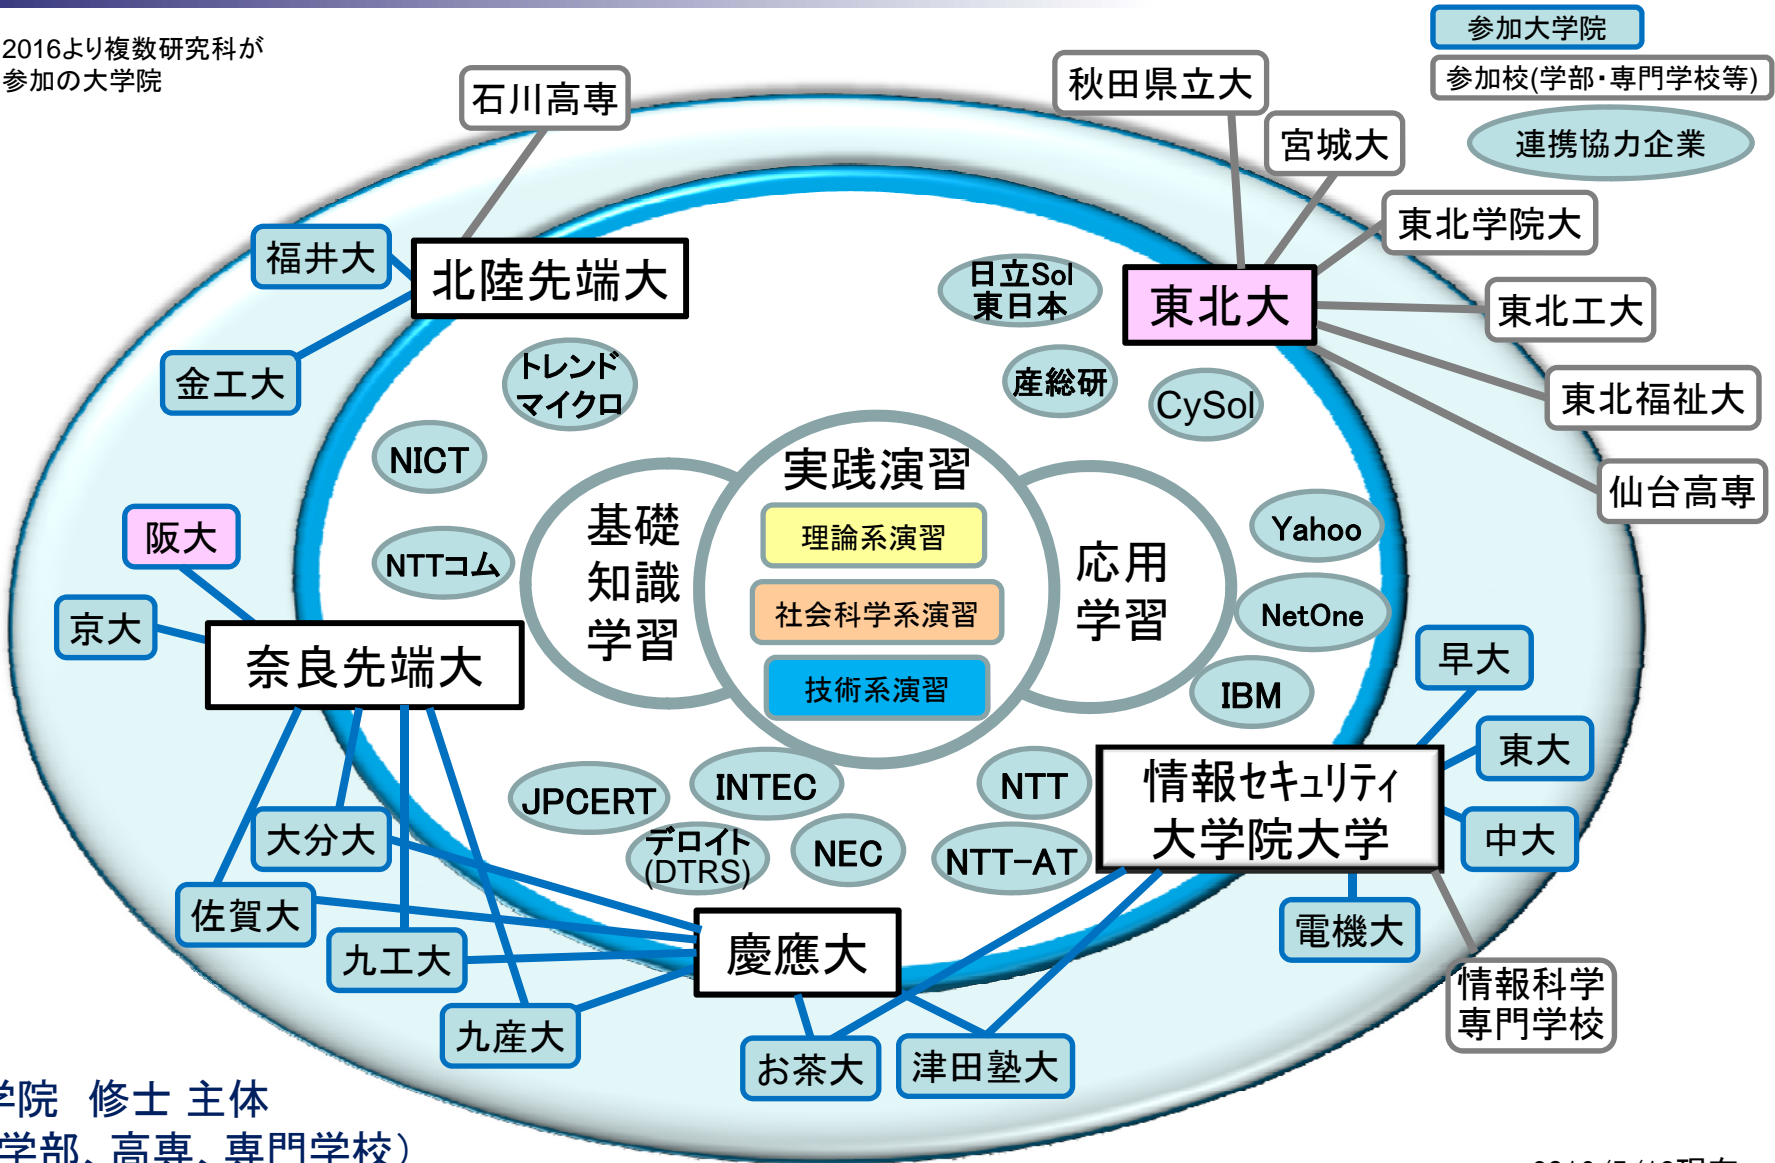 2016より複数研究科が
参加の大学院
参加大学院
参加校(学部・専門学校等)
連携協力企業
石川高専
秋田県立大
宮城大
東北学院大
東北工大
東北福祉大
仙台高専
福井大
北陸先端大
金工大
日立Sol
東日本
東北大
トレンド
マイクロ
産総研
CySol
NICT
NTTコム
阪大
京大
奈良先端大
基礎
知識
学習
実践演習
理論系演習
社会科学系演習
技術系演習
応用
学習
Yahoo
NetOne
IBM
早大
東大
中大
電機大
情報セキュリティ
大学院大学
情報科学
専門学校
JPCERT
INTEC
デロイト
(DTRS)
NEC
NTT
NTT-AT
大分大
佐賀大
九工大
九産大
慶應大
お茶大
津田塾大
学院 修士 主体
学部、高専、専門学校）